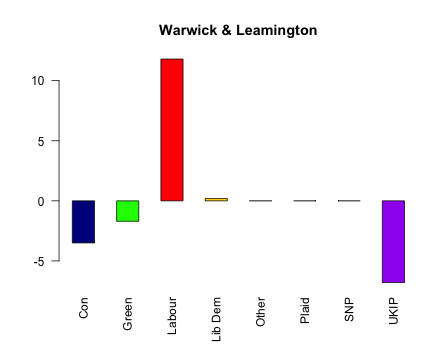 Warwick & Leamington
10
5
0
-5
Con
Green
Labour
Lib Dem
Other
Plaid
SNP
UKIP